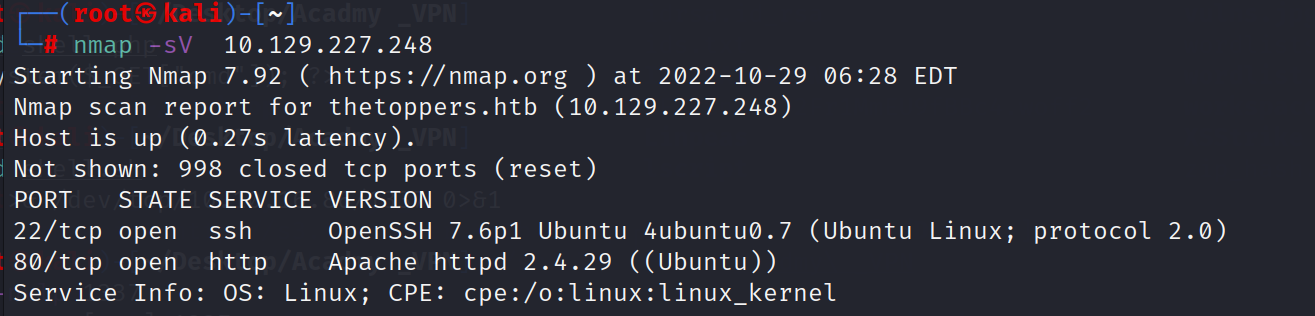 ┌──(root㉿kali)-[~]
└─# nmap -sV  10.129.227.248
Starting Nmap 7.92 ( https://nmap.org ) at 2022-10-29 06:28 EDT
Nmap scan report for thetoppers.htb (10.129.227.248)
Host is up (0.27s latency).
Not shown: 998 closed tcp ports (reset)
PORT   STATE SERVICE VERSION
22/tcp open  ssh     OpenSSH 7.6p1 Ubuntu 4ubuntu0.7 (Ubuntu Linux; protocol 2.0)
80/tcp open  http    Apache httpd 2.4.29 ((Ubuntu))
Service Info: OS: Linux; CPE: cpe:/o:linux:linux_kernel